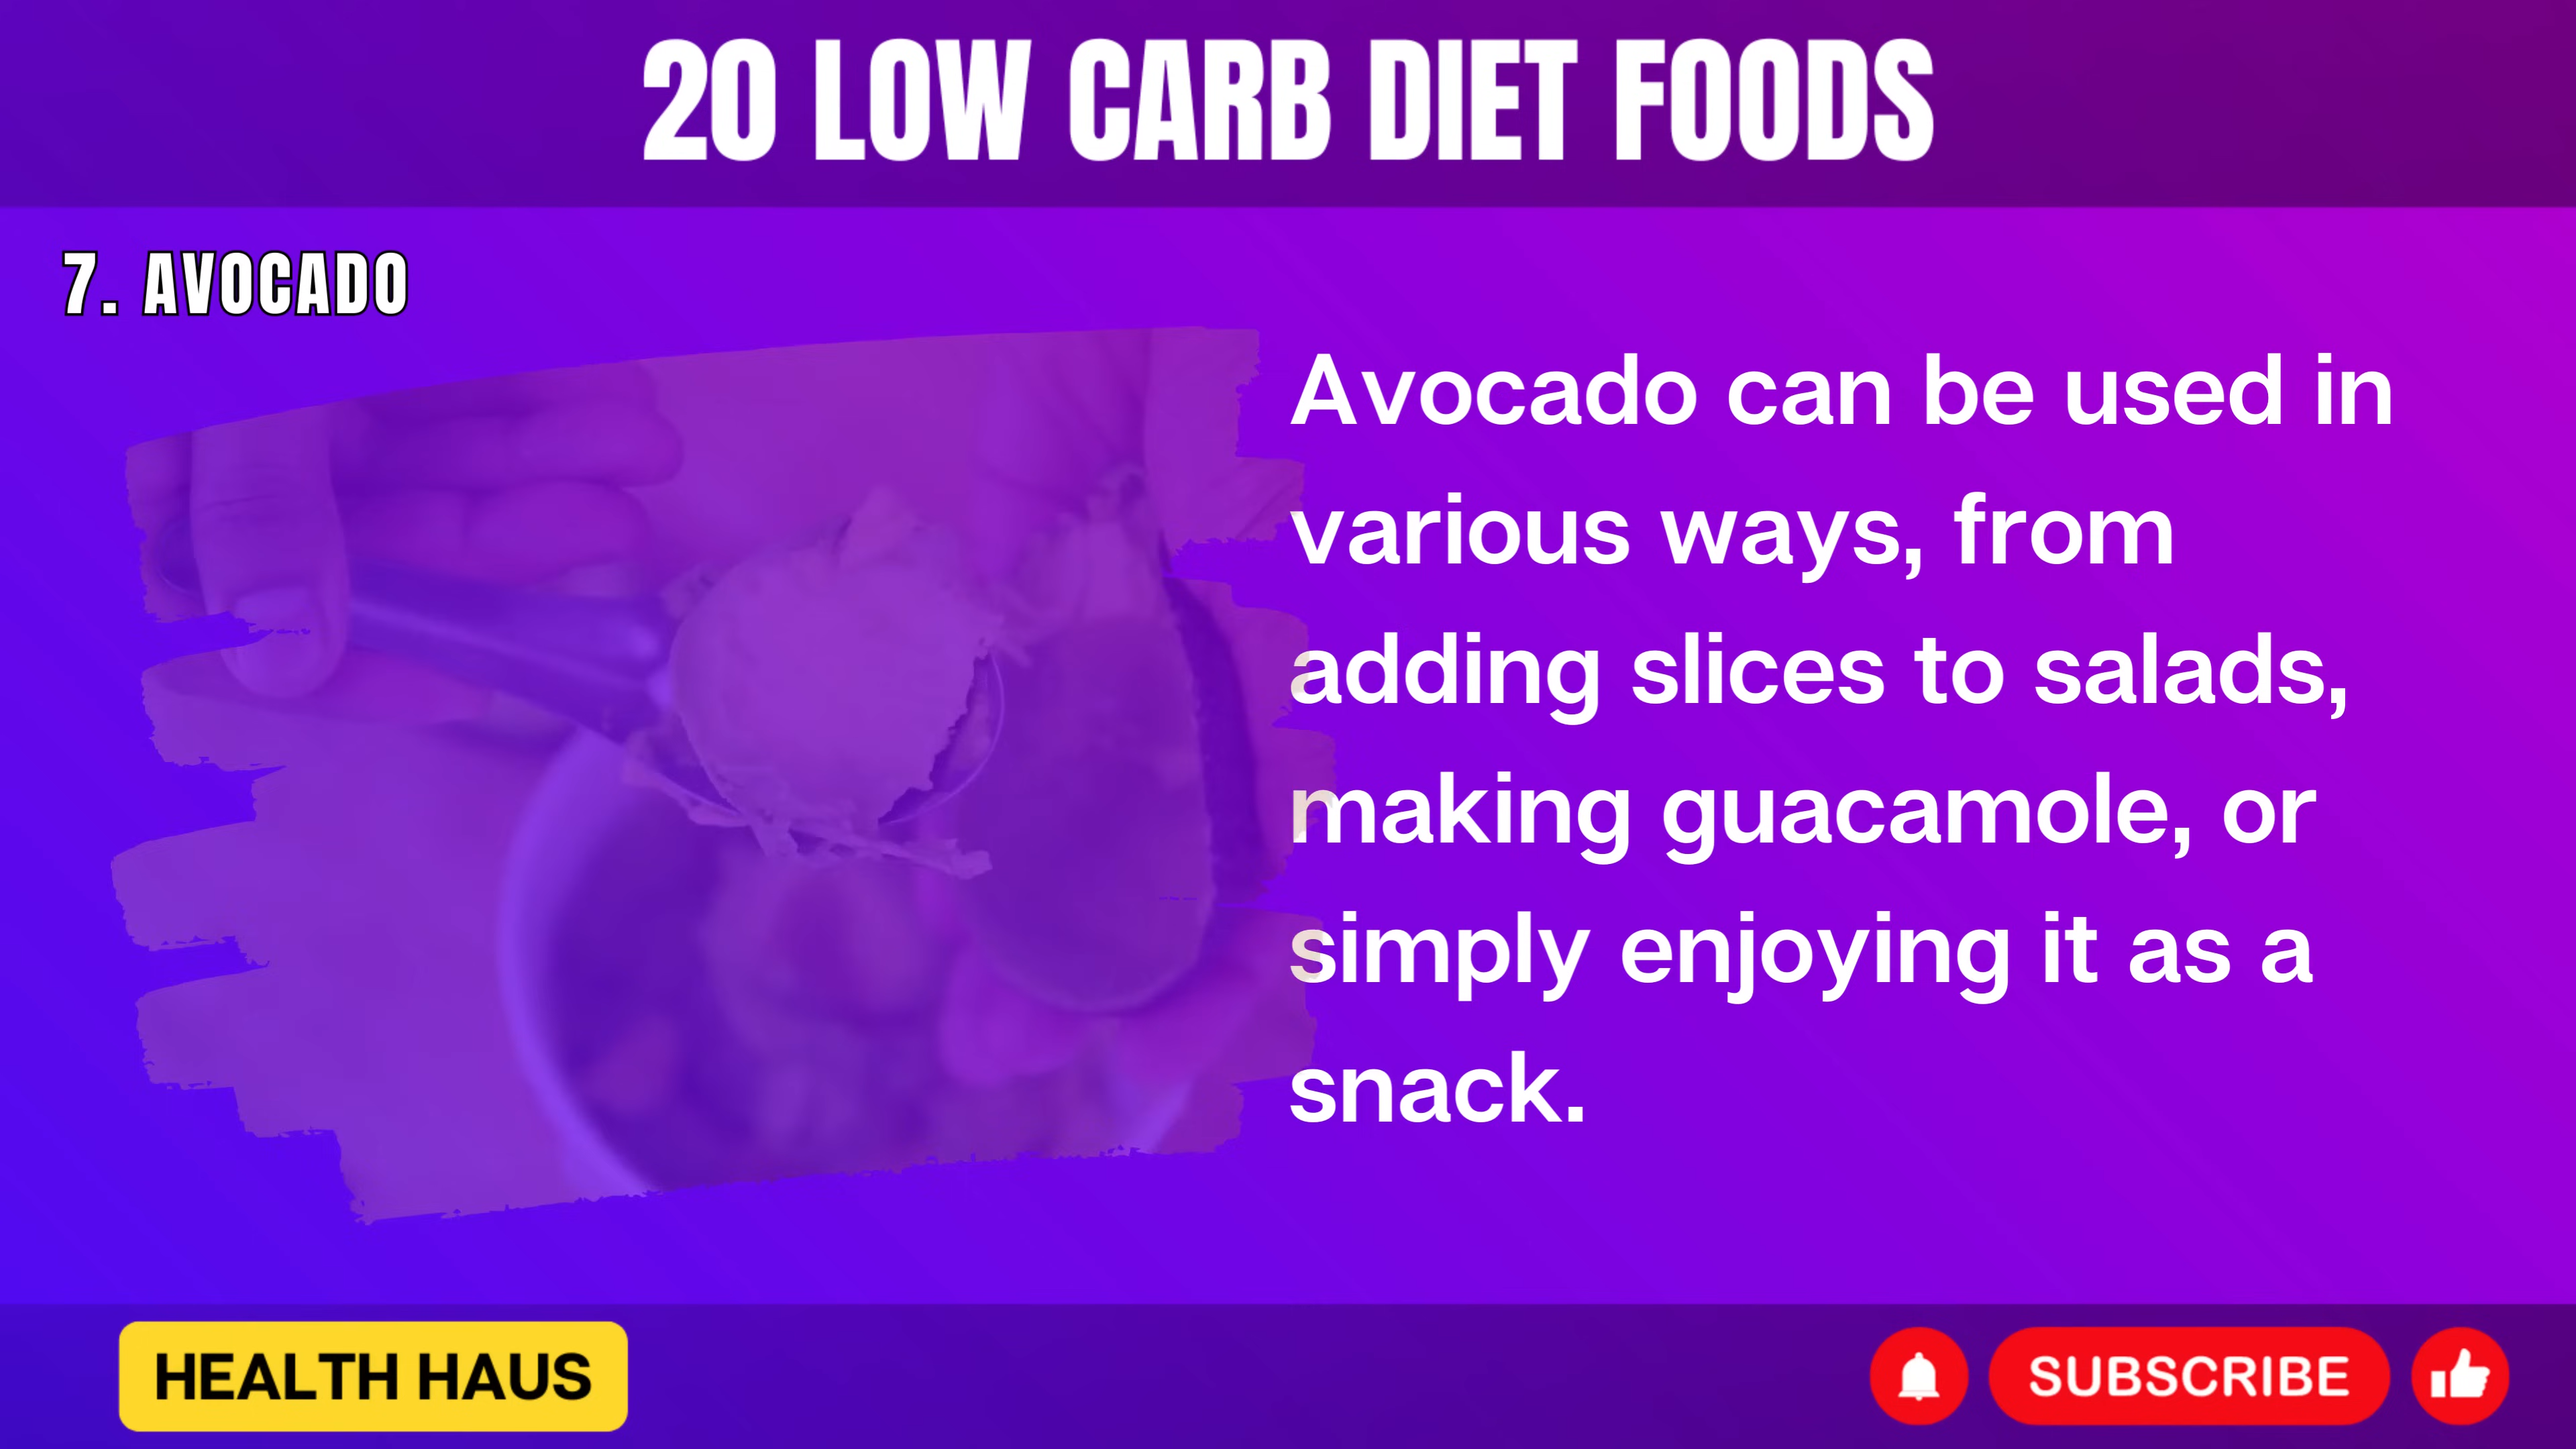 20 LOW CARB DIET FOODS
7. AVOCADO
Avocado can be used in
various ways, from
adding slices to salads,
making guacamole, or
simply enjoying it as a
snack.
HEALTH HAUS
SUBSCRIBE